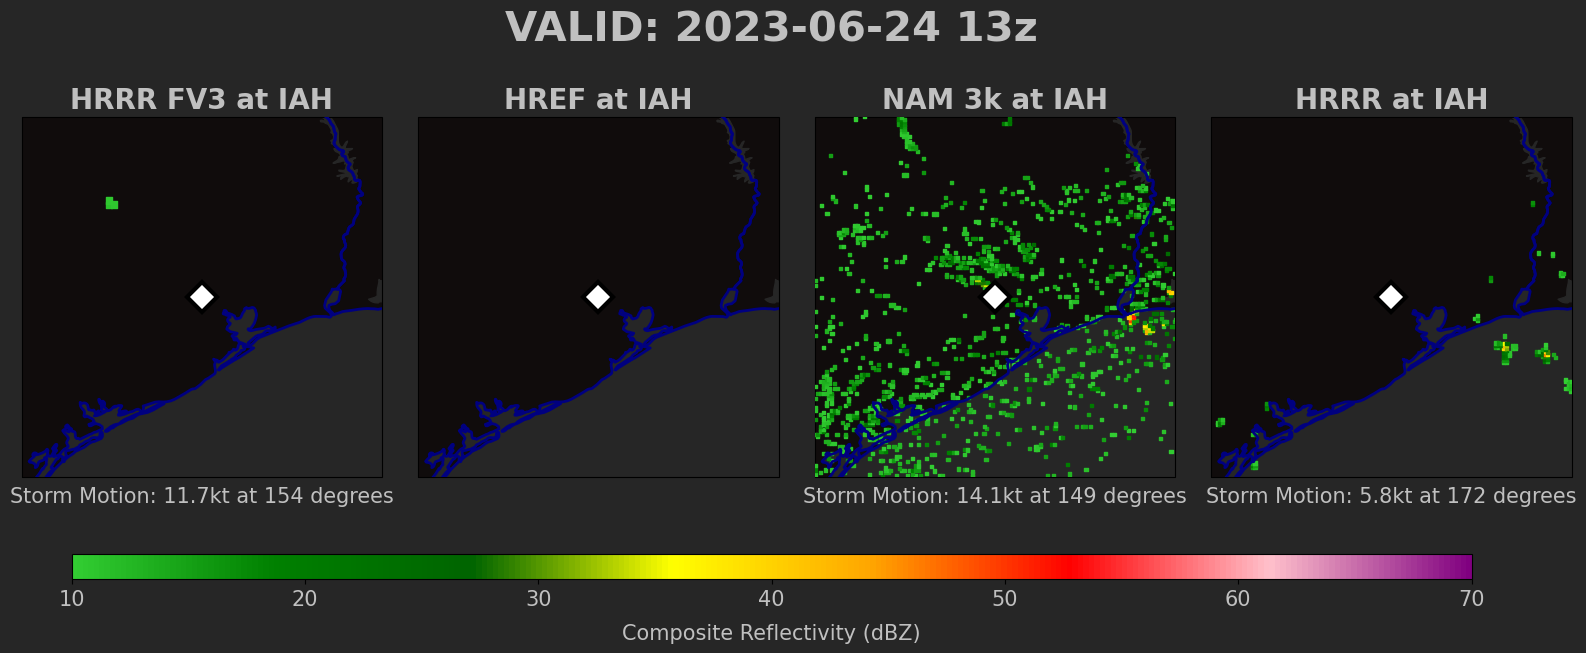 VALID: 2023-06-24 13z
HRRR FV3 at IAH
HREF at IAH
NAM 3k at IAH
HRRR at IAH
Storm Motion: 11.7kt at 154 degrees
Storm Motion: 14.1kt at 149 degrees
Storm Motion: 5.8kt at 172 degrees
10 20 30 40 50 60 70
Composite Reflectivity (dBZ)